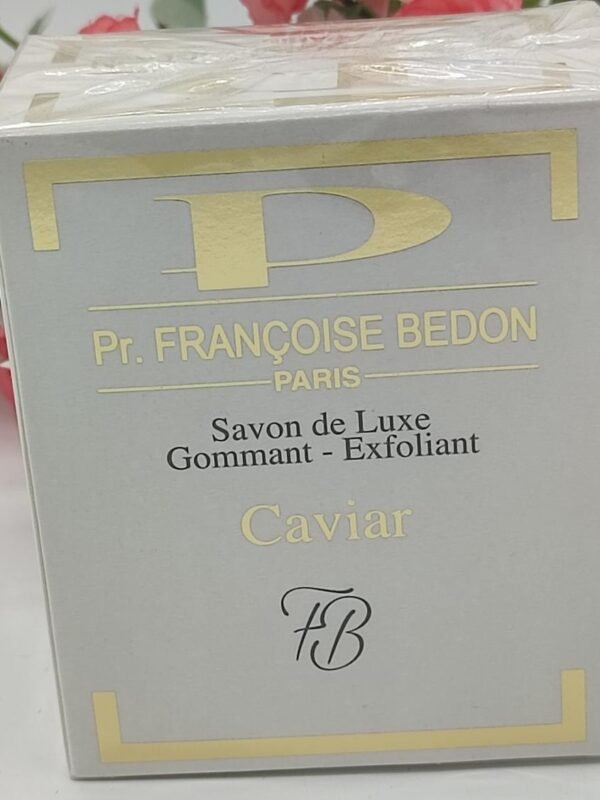 P
Pr. FRANÇOISE BEDON
PARIS
Savon de Luxe
Gommant - Exfoliant
Caviar
FB